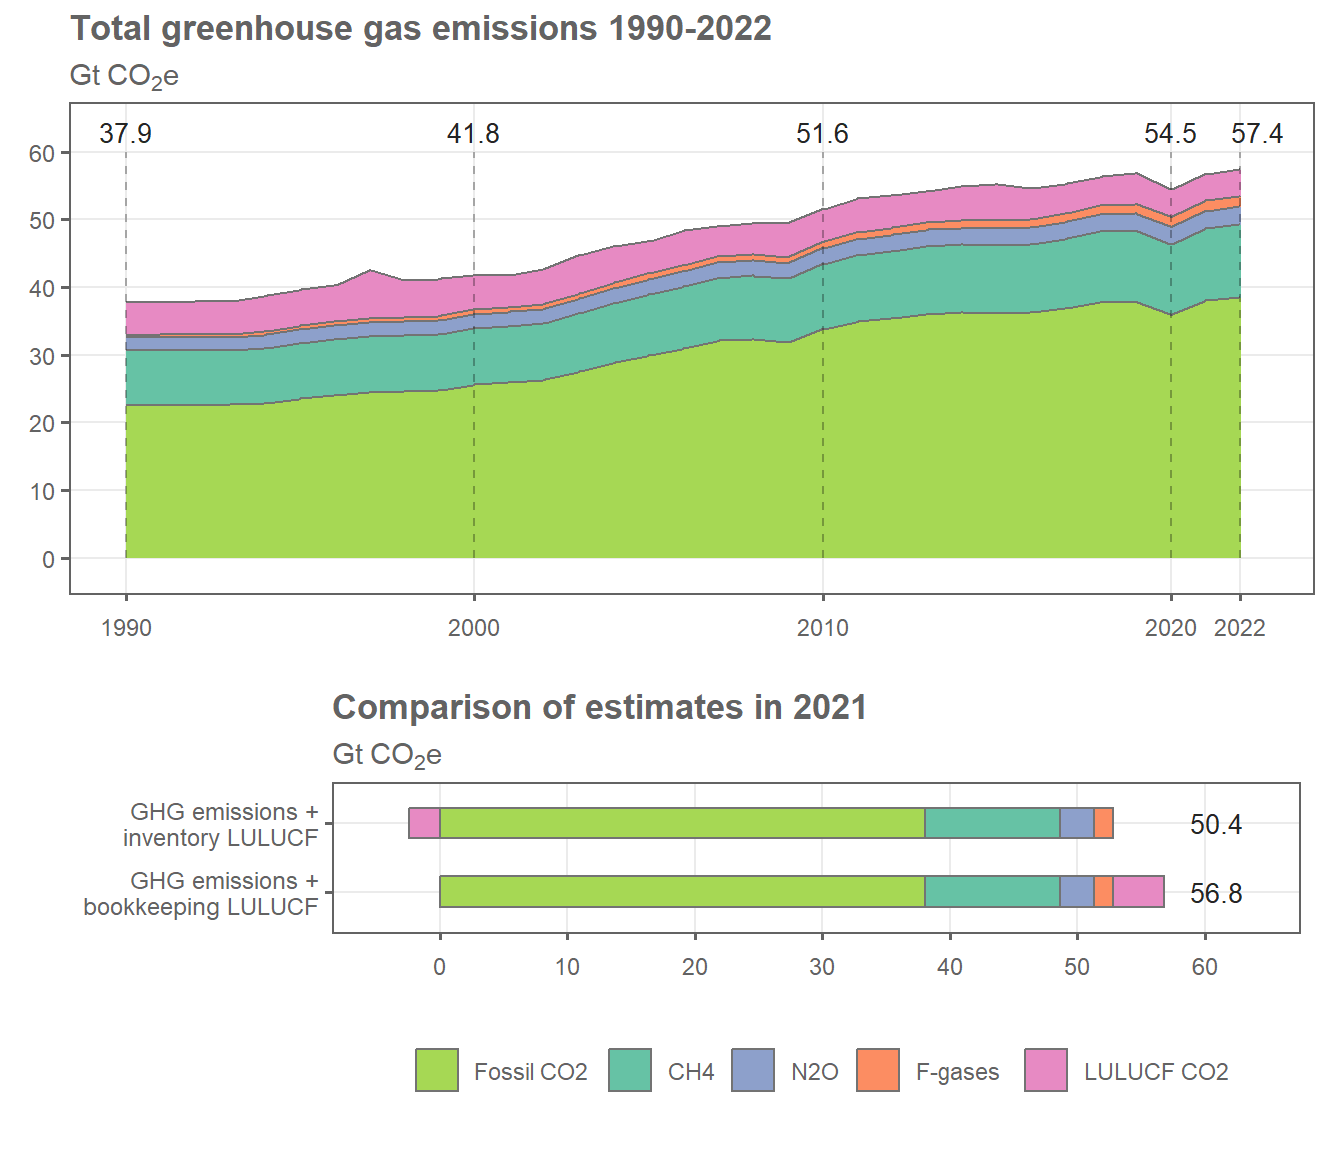 Total greenhouse gas emissions 1990-2022
Gt CO₂e
37.9 41.8 51.6 54.5 57.4
60
50
40
30
20
10
0
1990 2000 2010 2020 2022
Comparison of estimates in 2021
Gt CO₂e
GHG emissions +
inventory LULUCF
50.4
GHG emissions +
bookkeeping LULUCF
56.8
0 10 20 30 40 50 60
Fossil CO2 CH4 N2O F-gases LULUCF CO2